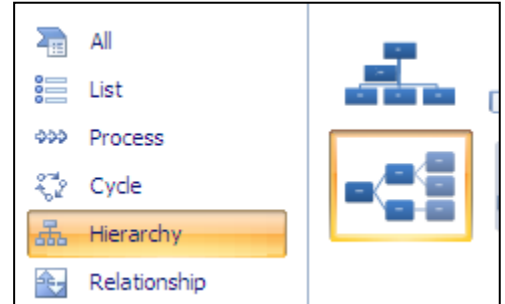 All
List
Process
Cycle
Hierarchy
Relationship